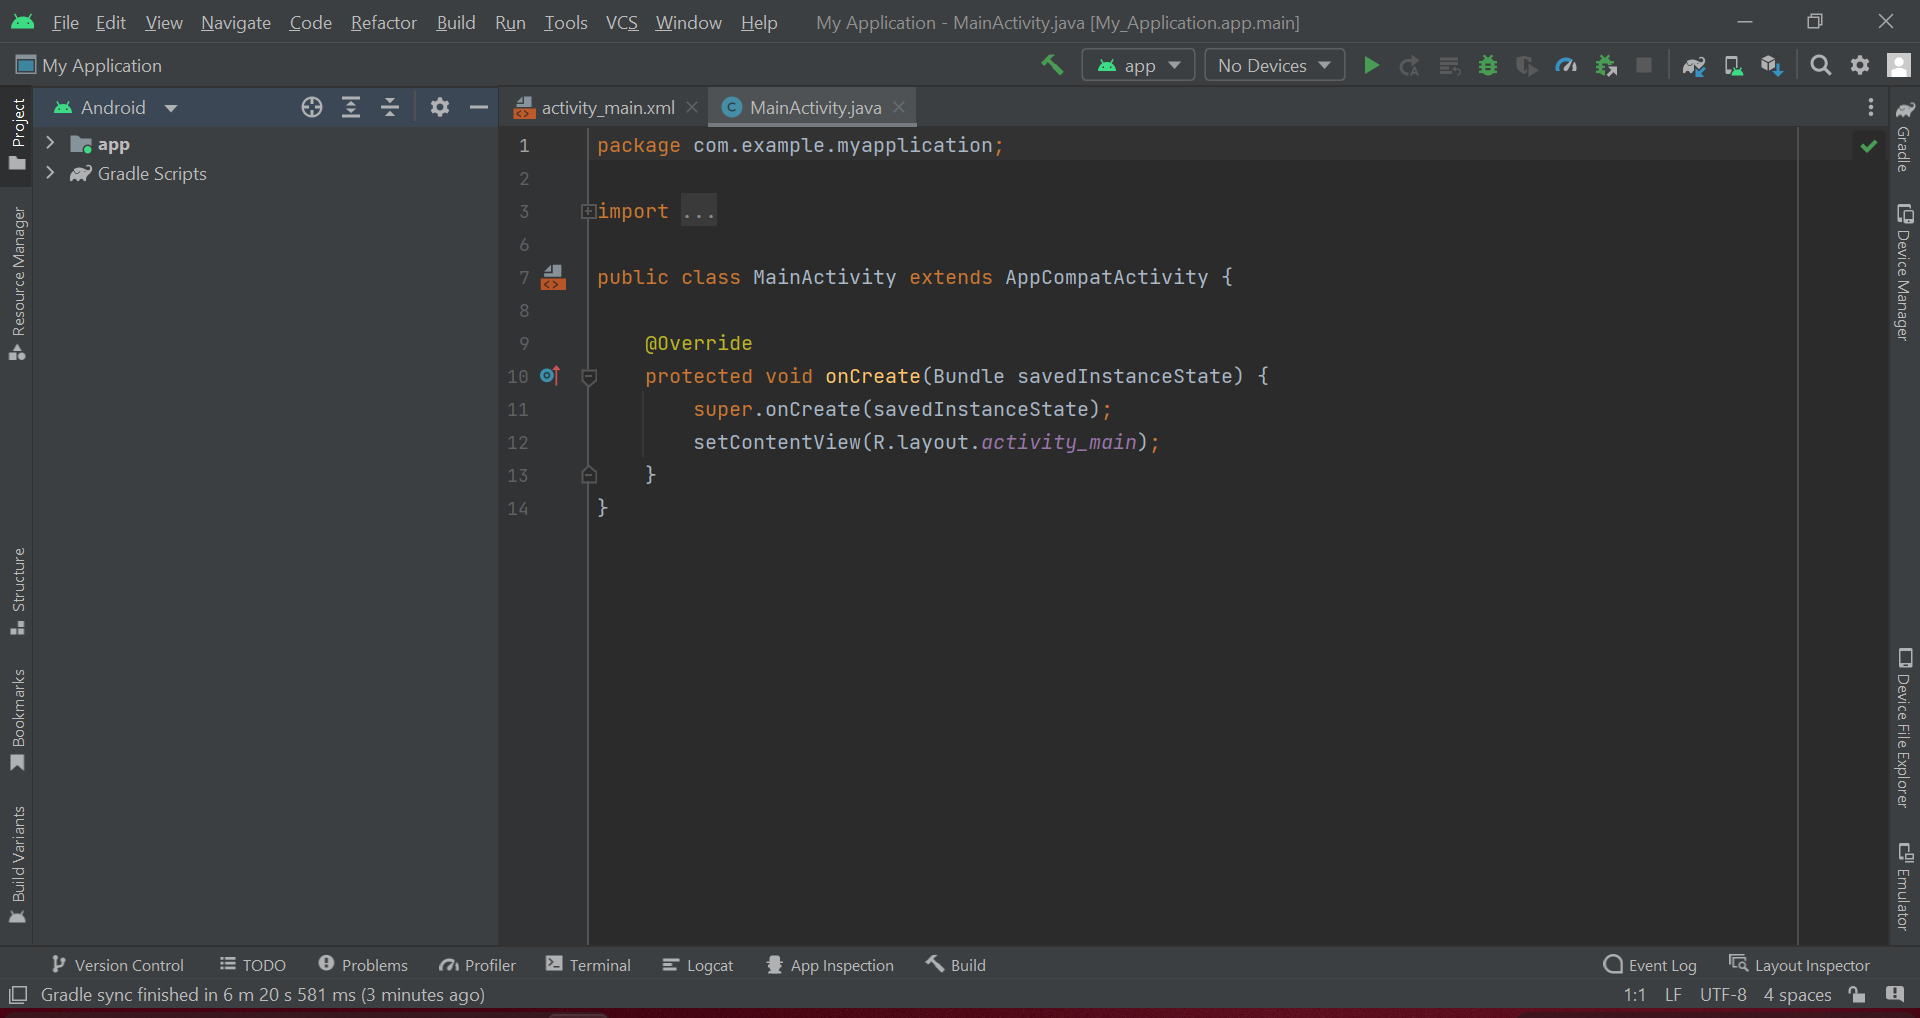 File Edit View Navigate Code Refactor Build Run Tools VCS Window Help My Application - MainActivity.java [My_Application.app.main]
My Application app No Devices
Project
Android
activity_main.xml MainActivity.java
app
Gradle Scripts
Resource Manager
Structure
Bookmarks
Build Variants
1 package com.example.myapplication;
2
3 import ...
6
7 public class MainActivity extends AppCompatActivity {
8
9 @Override
10 protected void onCreate(Bundle savedInstanceState) {
11 super.onCreate(savedInstanceState);
12 setContentView(R.layout.activity_main);
13 }
14 }
Gradle
Device Manager
Device File Explorer
Emulator
Version Control TODO Problems Profiler Terminal Logcat App Inspection Build Event Log Layout Inspector
Gradle sync finished in 6 m 20 s 581 ms (3 minutes ago) 1:1 LF UTF-8 4 spaces